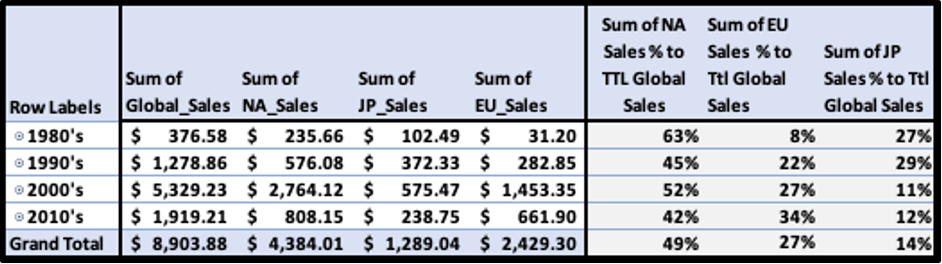 Sum of NA Sum of EU
Sales % to Sales % to Sum of JP
Sum of Sum of Sum of Sum of TTL Global Ttl Global Sales % to Ttl
Row Labels Global_Sales NA_Sales JP_Sales EU_Sales Sales Sales Global Sales
1980's $ 376.58 $ 235.66 $ 102.49 $ 31.20 63% 8% 27%
1990's $ 1,278.86 $ 576.08 $ 372.33 $ 282.85 45% 22% 29%
2000's $ 5,329.23 $ 2,764.12 $ 575.47 $ 1,453.35 52% 27% 11%
2010's $ 1,919.21 $ 808.15 $ 238.75 $ 661.90 42% 34% 12%
Grand Total $ 8,903.88 $ 4,384.01 $ 1,289.04 $ 2,429.30 49% 27% 14%